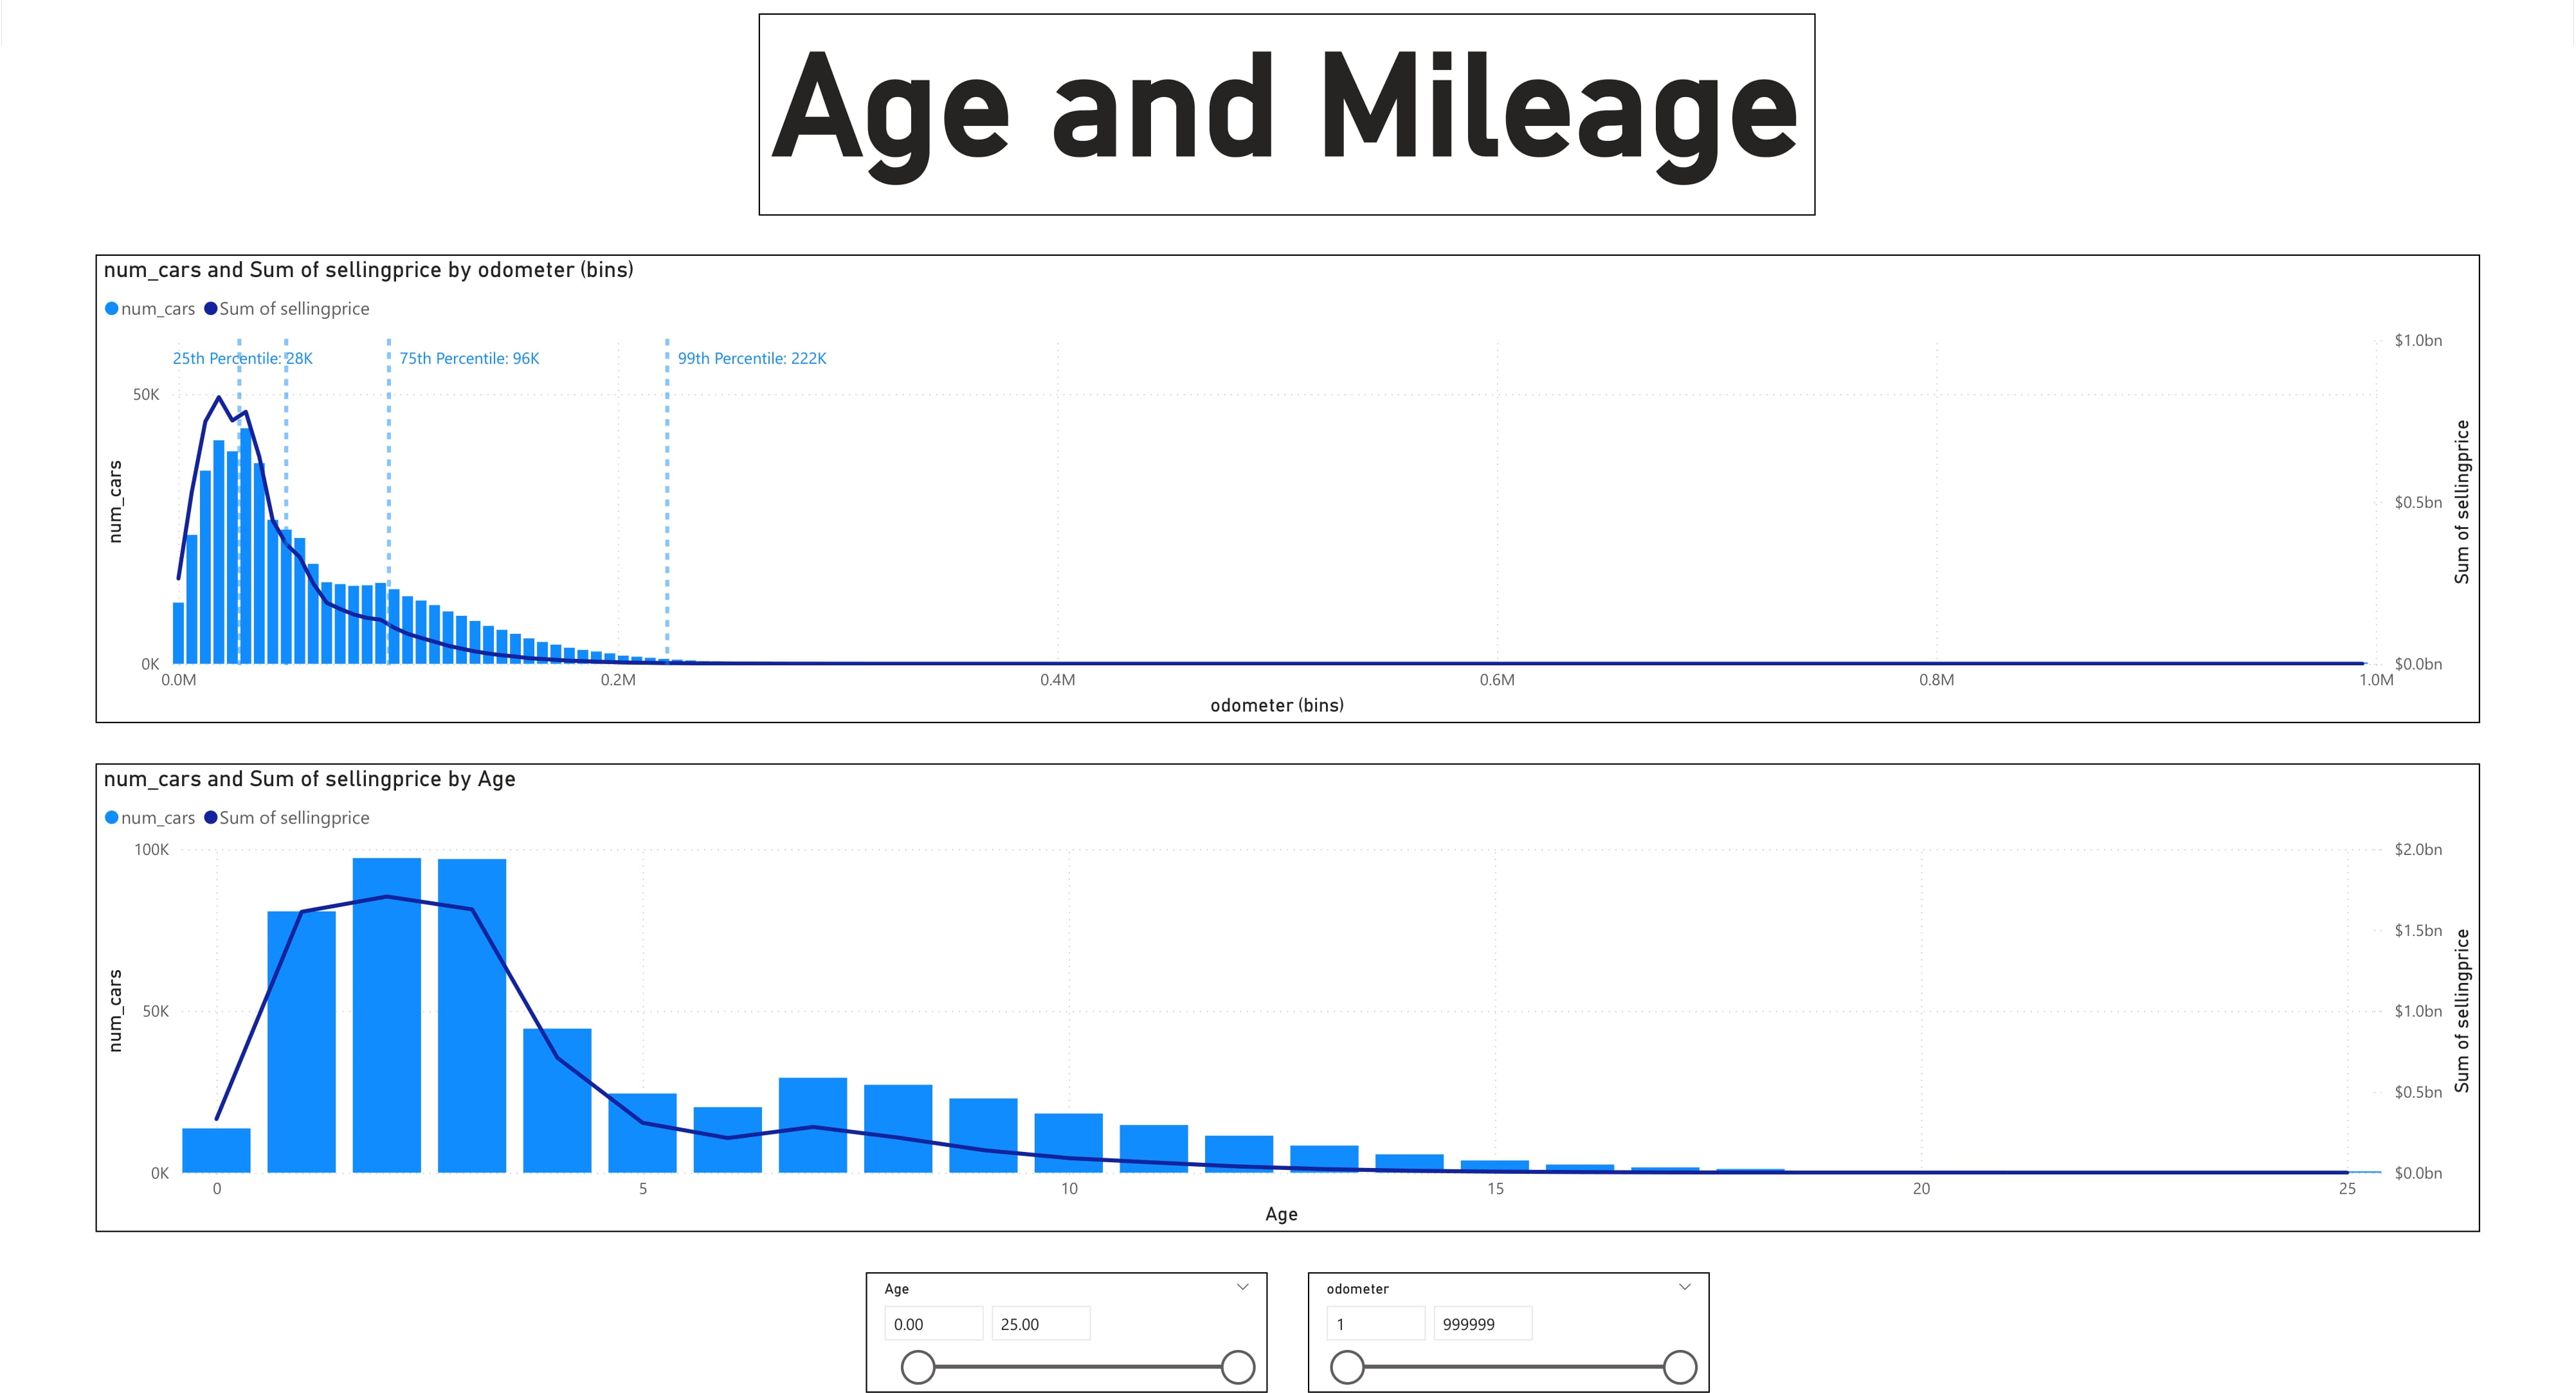 Age and Mileage
num_cars and Sum of sellingprice by odometer (bins)
num_cars Sum of sellingprice
25th Percentile: 28K 75th Percentile: 96K 99th Percentile: 222K
$1.0bn
50K
$0.5bn
0K
$0.0bn
num_cars
Sum of sellingprice
0.0M 0.2M 0.4M 0.6M 0.8M 1.0M
odometer (bins)
num_cars and Sum of sellingprice by Age
num_cars Sum of sellingprice
100K $2.0bn
$1.5bn
50K $1.0bn
$0.5bn
0K $0.0bn
num_cars
Sum of sellingprice
0 5 10 15 20 25
Age
Age
0.00 25.00
odometer
1 999999